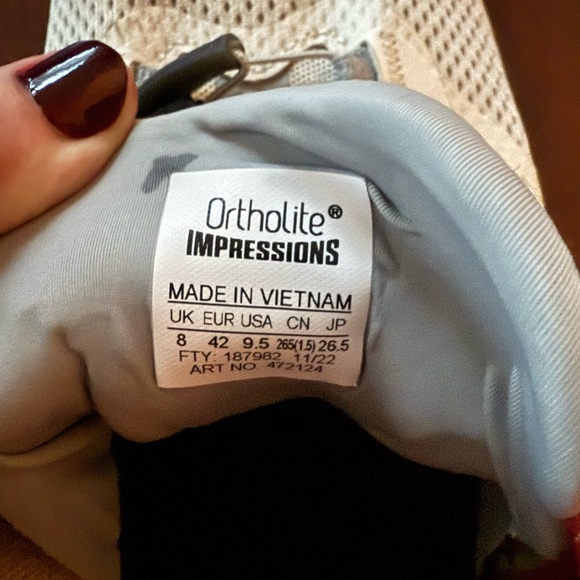 Ortholite®
IMPRESSIONS
MADE IN VIETNAM
UK EUR USA CN JP
8 42 9.5 265(1.5) 26.5
FTY: 187982 11/22
ART NO. 472124